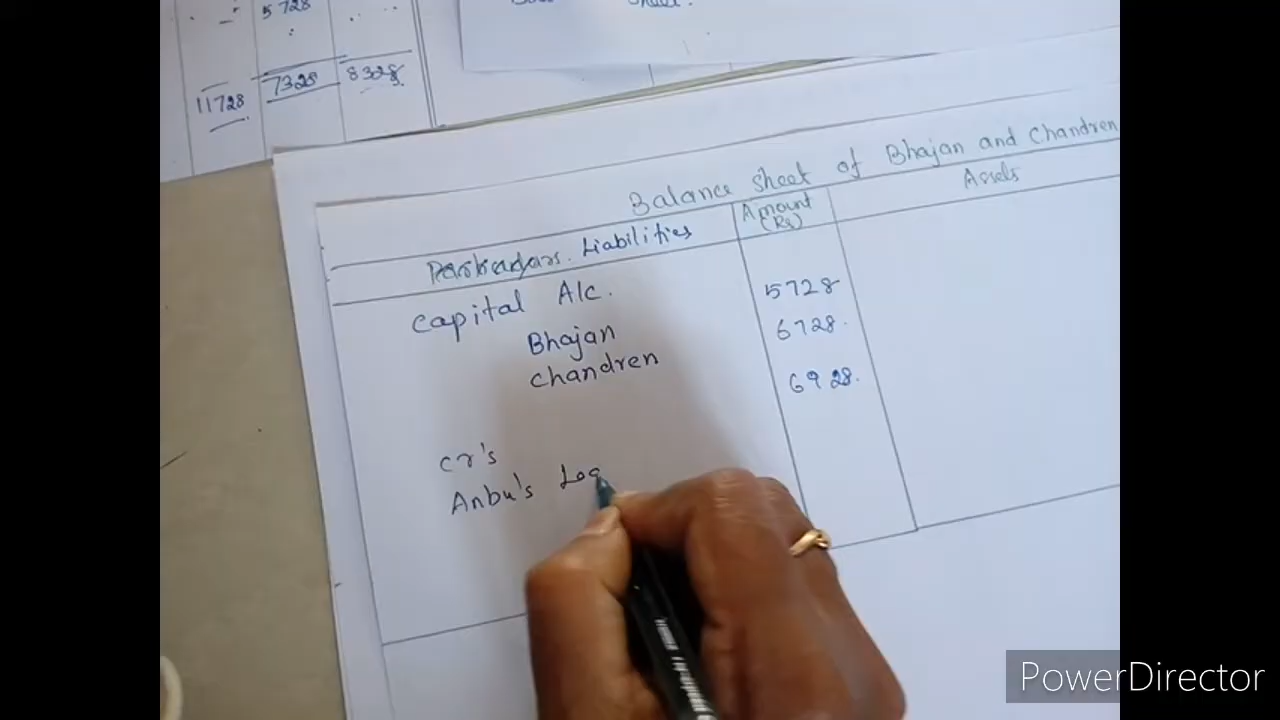 5728
11728 7328 8328
Balance Sheet of Bhajan and Chandren
Liabilities
Amount
(Rs)
Assets
Capital A/c.
5728
Bhajan
6728.
Chandren
6928.
Cr's
Anbu's Loa
PowerDirector